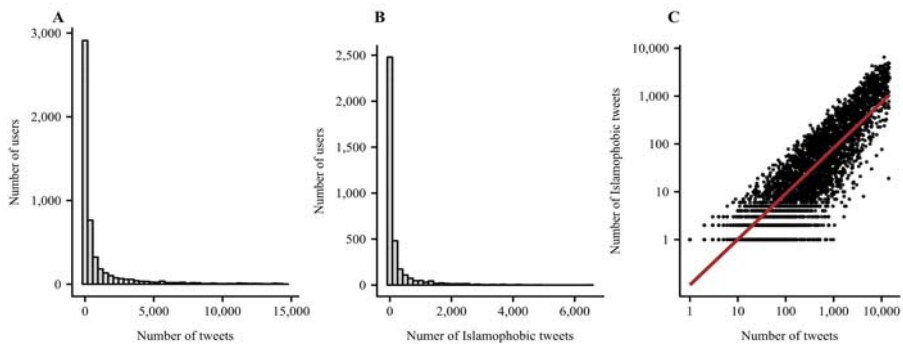 A
Number of users
3,000
2,000
1,000
0
0 5,000 10,000 15,000
Number of tweets
B
Number of users
2,500
2,000
1,500
1,000
500
0
0 2,000 4,000 6,000
Numer of Islamophobic tweets
C
Number of Islamophobic tweets
10,000
1,000
100
10
1
1 10 100 1,000 10,000
Number of tweets